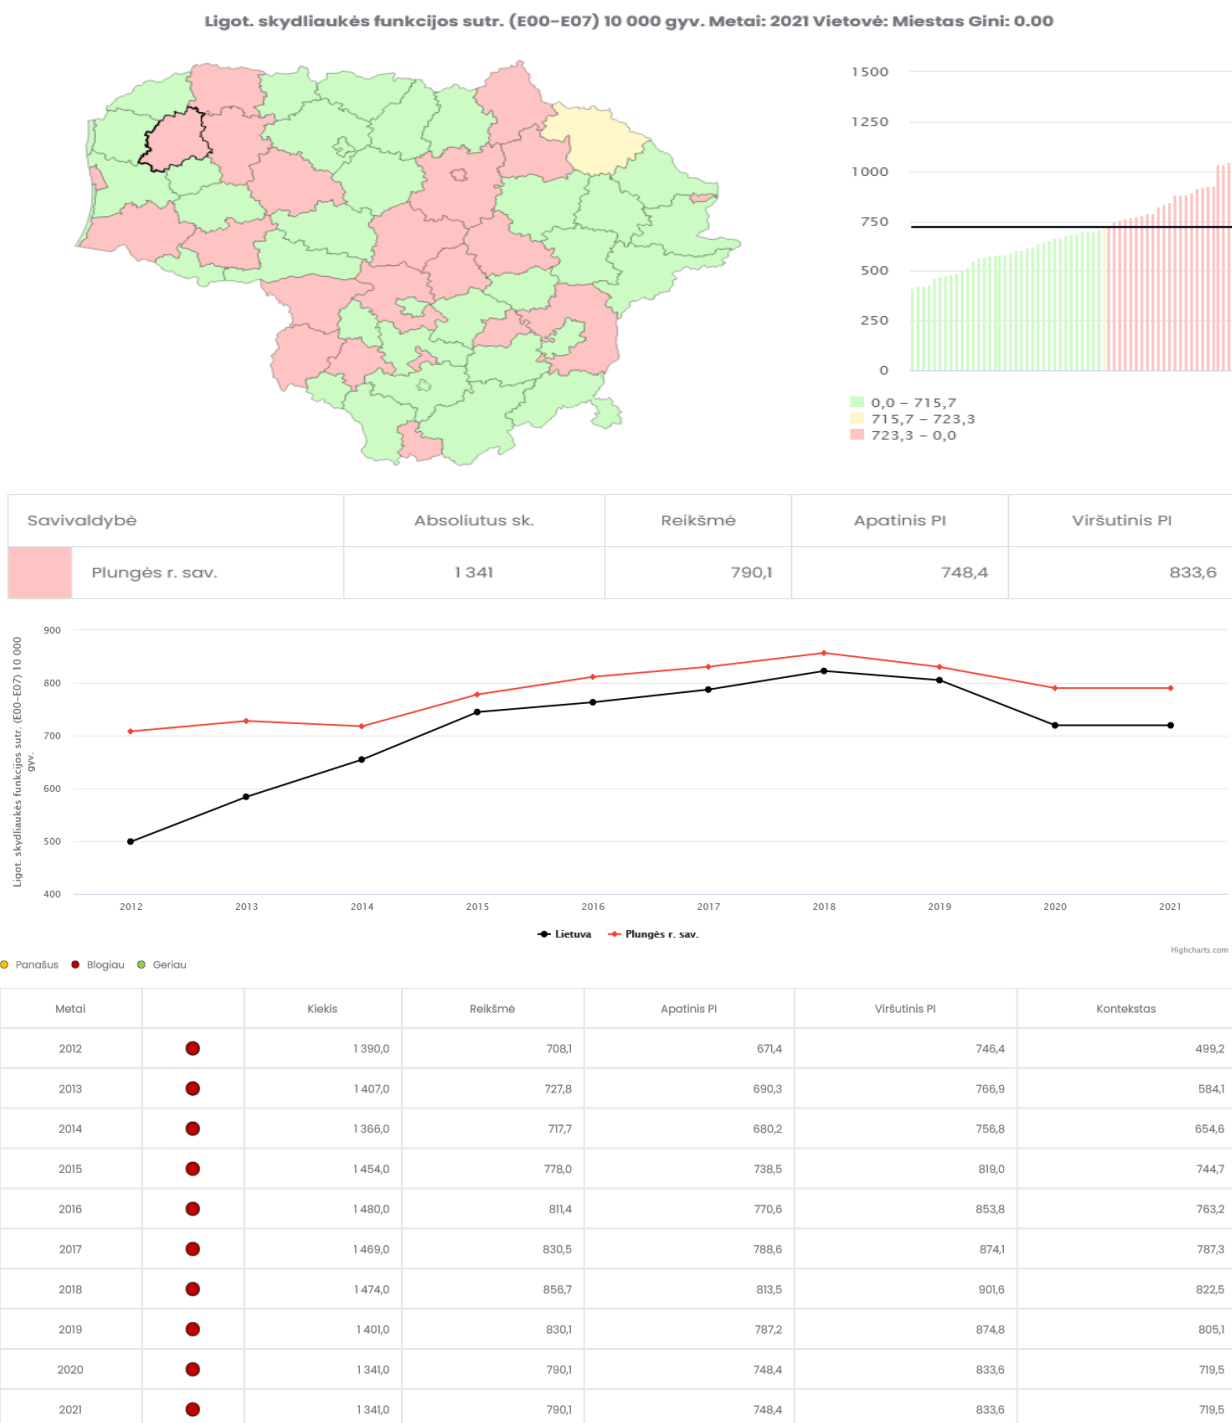 Ligot. skydliaukės funkcijos sutr. (E00-E07) 10 000 gyv. Metai: 2021 Vietovė: Miestas Gini: 0.00
1 500
1 250
1 000
750
500
250
0
0,0 – 715,7
715,7 – 723,3
723,3 – 0,0
Savivaldybė Absoliutus sk. Reikšmė Apatinis PI Viršutinis PI
Plungės r. sav. 1 341 790,1 748,4 833,6
Ligot. skydliaukės funkcijos sutr. (E00-E07) 10 000
gyv.
900
800
700
600
500
400
2012 2013 2014 2015 2016 2017 2018 2019 2020 2021
Lietuva Plungės r. sav.
Highcharts.com
Panašus Blogiau Geriau
Metai Kiekis Reikšmė Apatinis PI Viršutinis PI Kontekstas
2012 1 390,0 708,1 671,4 746,4 499,2
2013 1 407,0 727,8 690,3 766,9 584,1
2014 1 366,0 717,7 680,2 756,8 654,6
2015 1 454,0 778,0 738,5 819,0 744,7
2016 1 480,0 811,4 770,6 853,8 763,2
2017 1 469,0 830,5 788,6 874,1 787,3
2018 1 474,0 856,7 813,5 901,6 822,5
2019 1 401,0 830,1 787,2 874,8 805,1
2020 1 341,0 790,1 748,4 833,6 719,5
2021 1 341,0 790,1 748,4 833,6 719,5